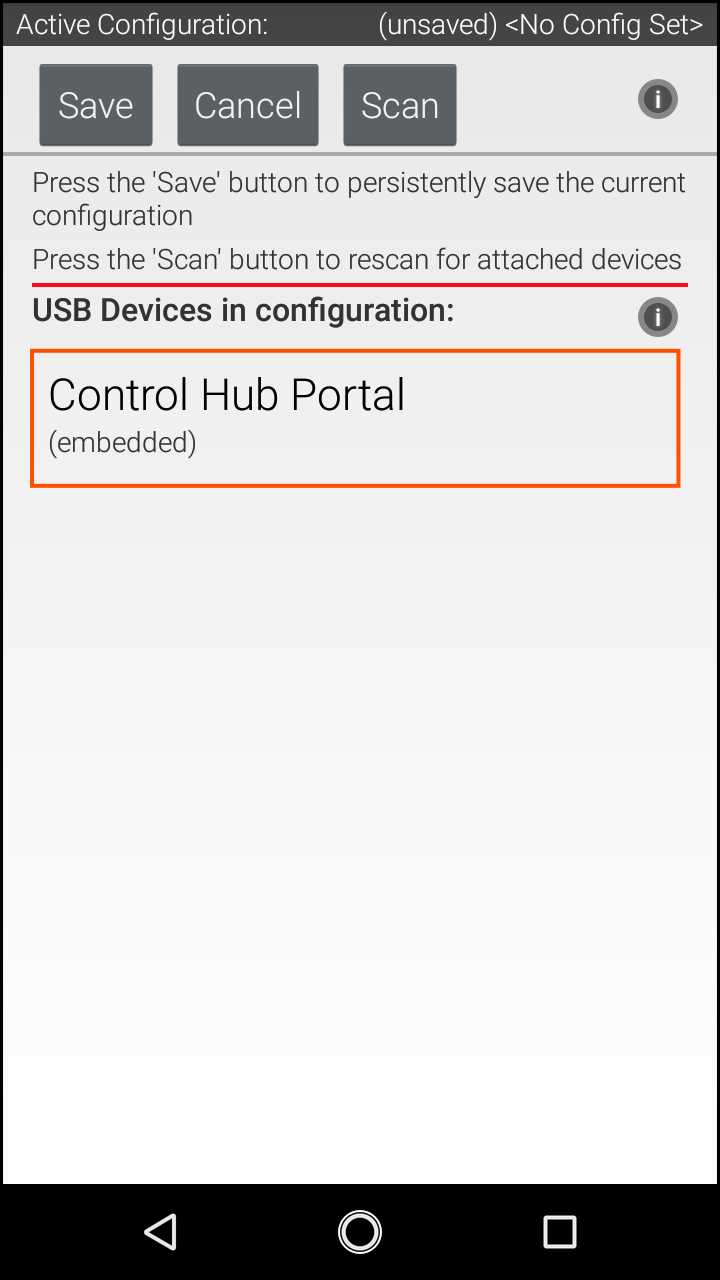 Active Configuration: (unsaved) <No Config Set>
Save Cancel Scan
Press the 'Save' button to persistently save the current
configuration
Press the 'Scan' button to rescan for attached devices
USB Devices in configuration:
Control Hub Portal
(embedded)